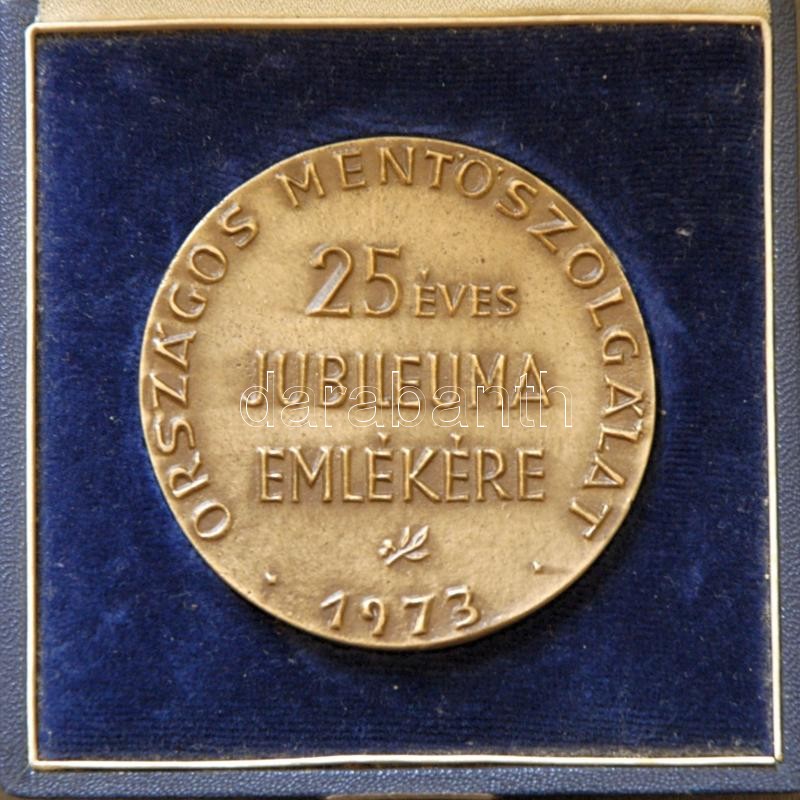 ORSZÁGOS MENTŐSZOLGÁLAT
25 ÉVES
JUBILEUMA
EMLÉKÉRE
1973
darabanth